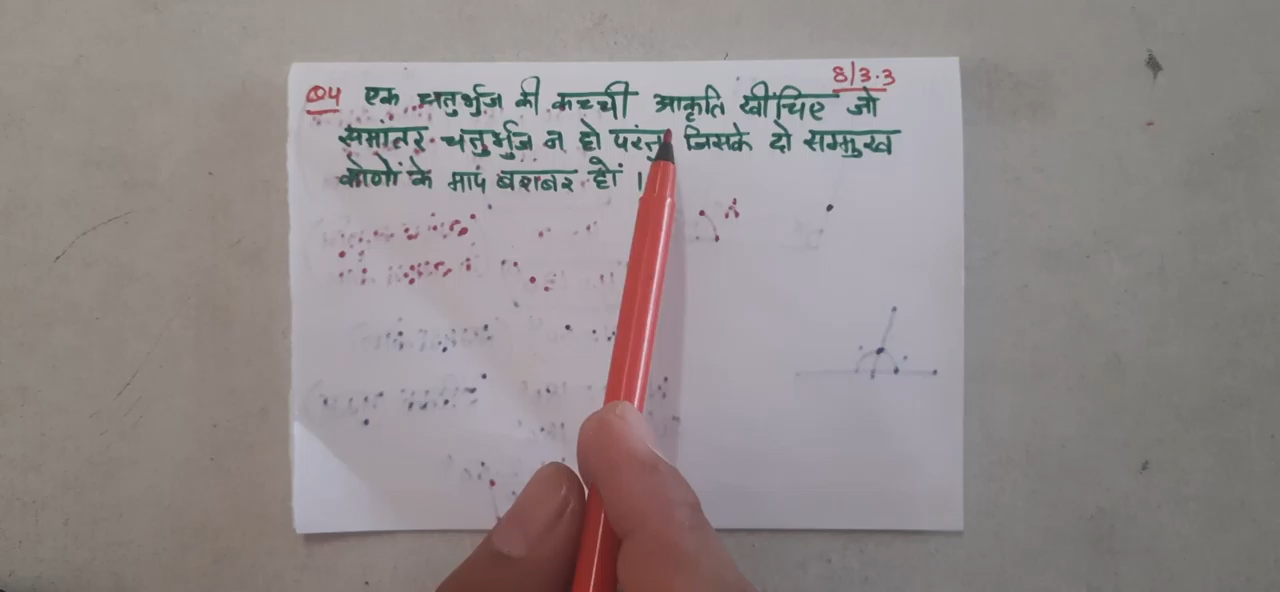 8/3.3
Q4 एक चतुर्भुज की कच्ची आकृति खींचिए जो
समांतर चतुर्भुज न हो परंतु जिसके दो सम्मुख
कोणों के माप बराबर हों ।